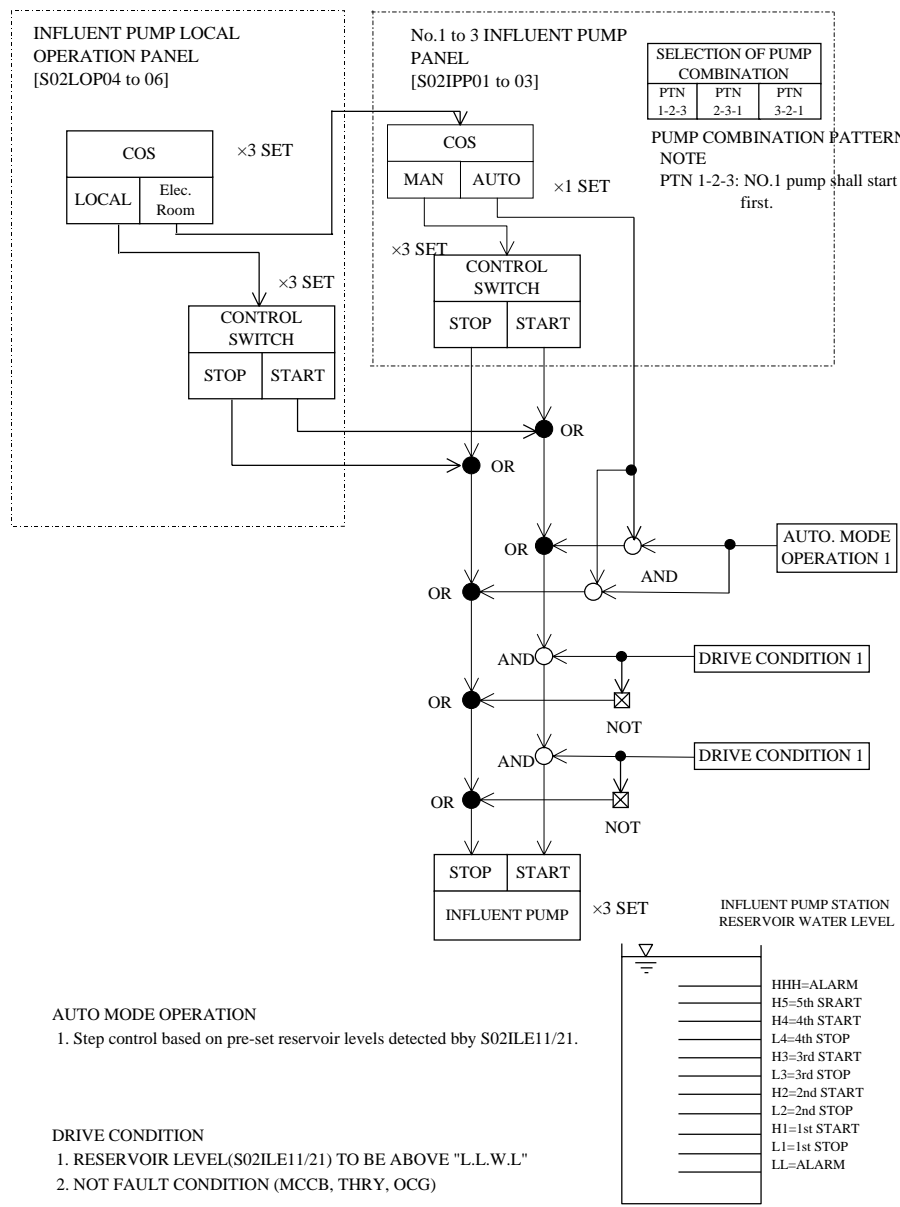 INFLUENT PUMP LOCAL
OPERATION PANEL
[S02LOP04 to 06]
No.1 to 3 INFLUENT PUMP
PANEL
[S02IPP01 to 03]
SELECTION OF PUMP
COMBINATION
PTN
1-2-3
PTN
2-3-1
PTN
3-2-1
PUMP COMBINATION PATTERN
NOTE
PTN 1-2-3: NO.1 pump shall start
first.
COS
×3 SET
LOCAL
Elec.
Room
COS
MAN
AUTO
×1 SET
×3 SET
CONTROL
SWITCH
STOP
START
×3 SET
CONTROL
SWITCH
STOP
START
OR
OR
OR
AUTO. MODE
OPERATION 1
AND
OR
AND
DRIVE CONDITION 1
OR
NOT
AND
DRIVE CONDITION 1
OR
NOT
STOP
START
INFLUENT PUMP
×3 SET
INFLUENT PUMP STATION
RESERVOIR WATER LEVEL
HHH=ALARM
H5=5th SRART
H4=4th START
L4=4th STOP
H3=3rd START
L3=3rd STOP
H2=2nd START
L2=2nd STOP
H1=1st START
L1=1st STOP
LL=ALARM
AUTO MODE OPERATION
1. Step control based on pre-set reservoir levels detected bby S02ILE11/21.
DRIVE CONDITION
1. RESERVOIR LEVEL(S02ILE11/21) TO BE ABOVE "L.L.W.L"
2. NOT FAULT CONDITION (MCCB, THRY, OCG)